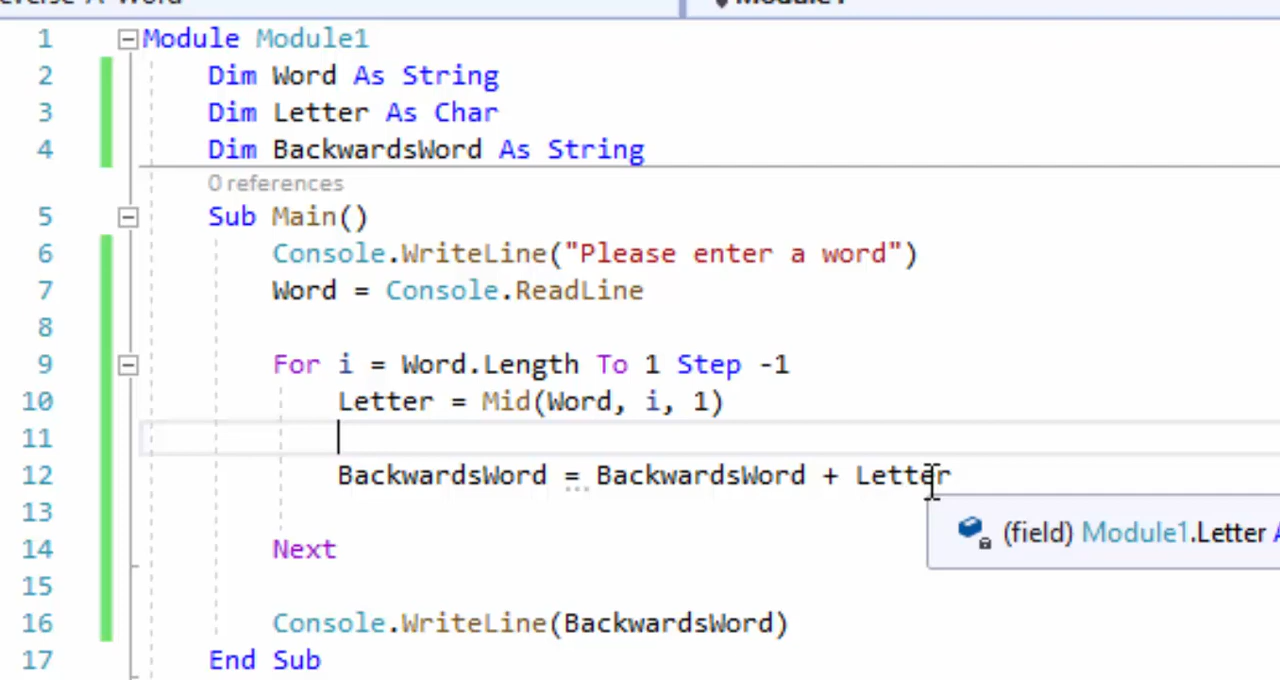 1 Module Module1
2 Dim Word As String
3 Dim Letter As Char
4 Dim BackwardsWord As String
0 references
5 Sub Main()
6 Console.WriteLine("Please enter a word")
7 Word = Console.ReadLine
8
9 For i = Word.Length To 1 Step -1
10 Letter = Mid(Word, i, 1)
11
12 BackwardsWord = BackwardsWord + Letter
13
(field) Module1.Letter A
14 Next
15
16 Console.WriteLine(BackwardsWord)
17 End Sub